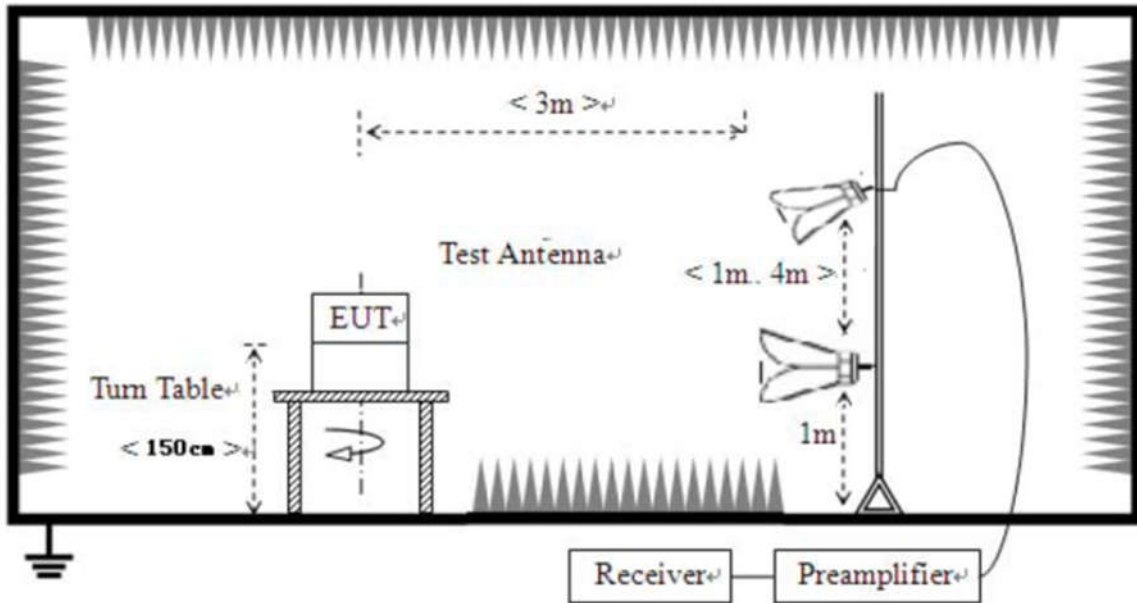 < 3m >↵
Test Antenna↵
< 1m.. 4m >
EUT↵
Turn Table↵
< 150cm >↵
1m
Receiver↵
Preamplifier↵